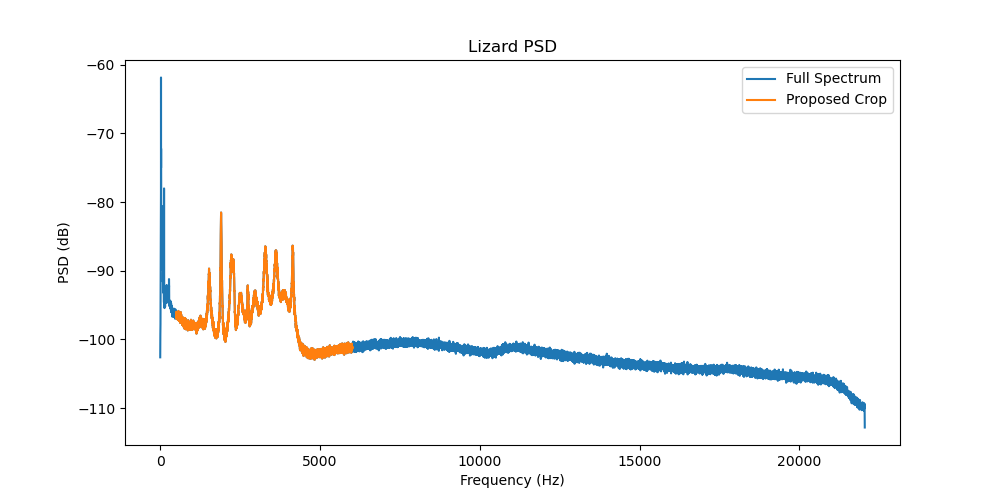 Lizard PSD
Full Spectrum
Proposed Crop
PSD (dB)
−60
−70
−80
−90
−100
−110
0
5000
10000
15000
20000
Frequency (Hz)